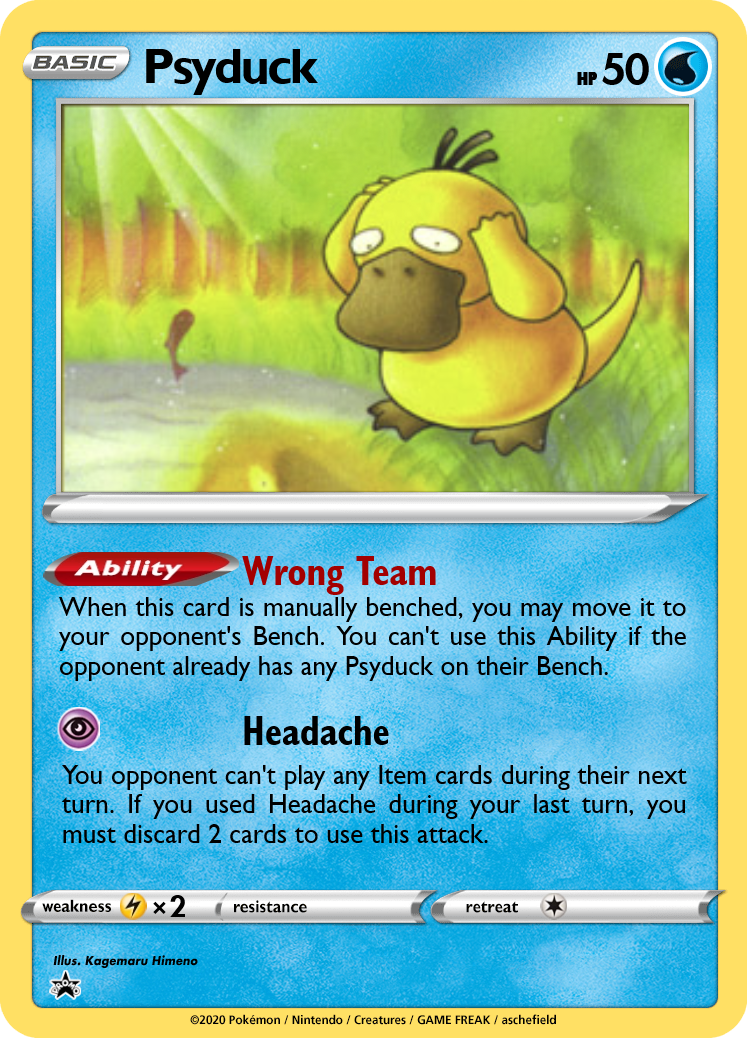 BASIC Psyduck HP 50
Ability Wrong Team
When this card is manually benched, you may move it to
your opponent's Bench. You can't use this Ability if the
opponent already has any Psyduck on their Bench.
Headache
You opponent can't play any Item cards during their next
turn. If you used Headache during your last turn, you
must discard 2 cards to use this attack.
weakness ×2 resistance retreat
Illus. Kagemaru Himeno
PROMO
©2020 Pokémon / Nintendo / Creatures / GAME FREAK / aschefield